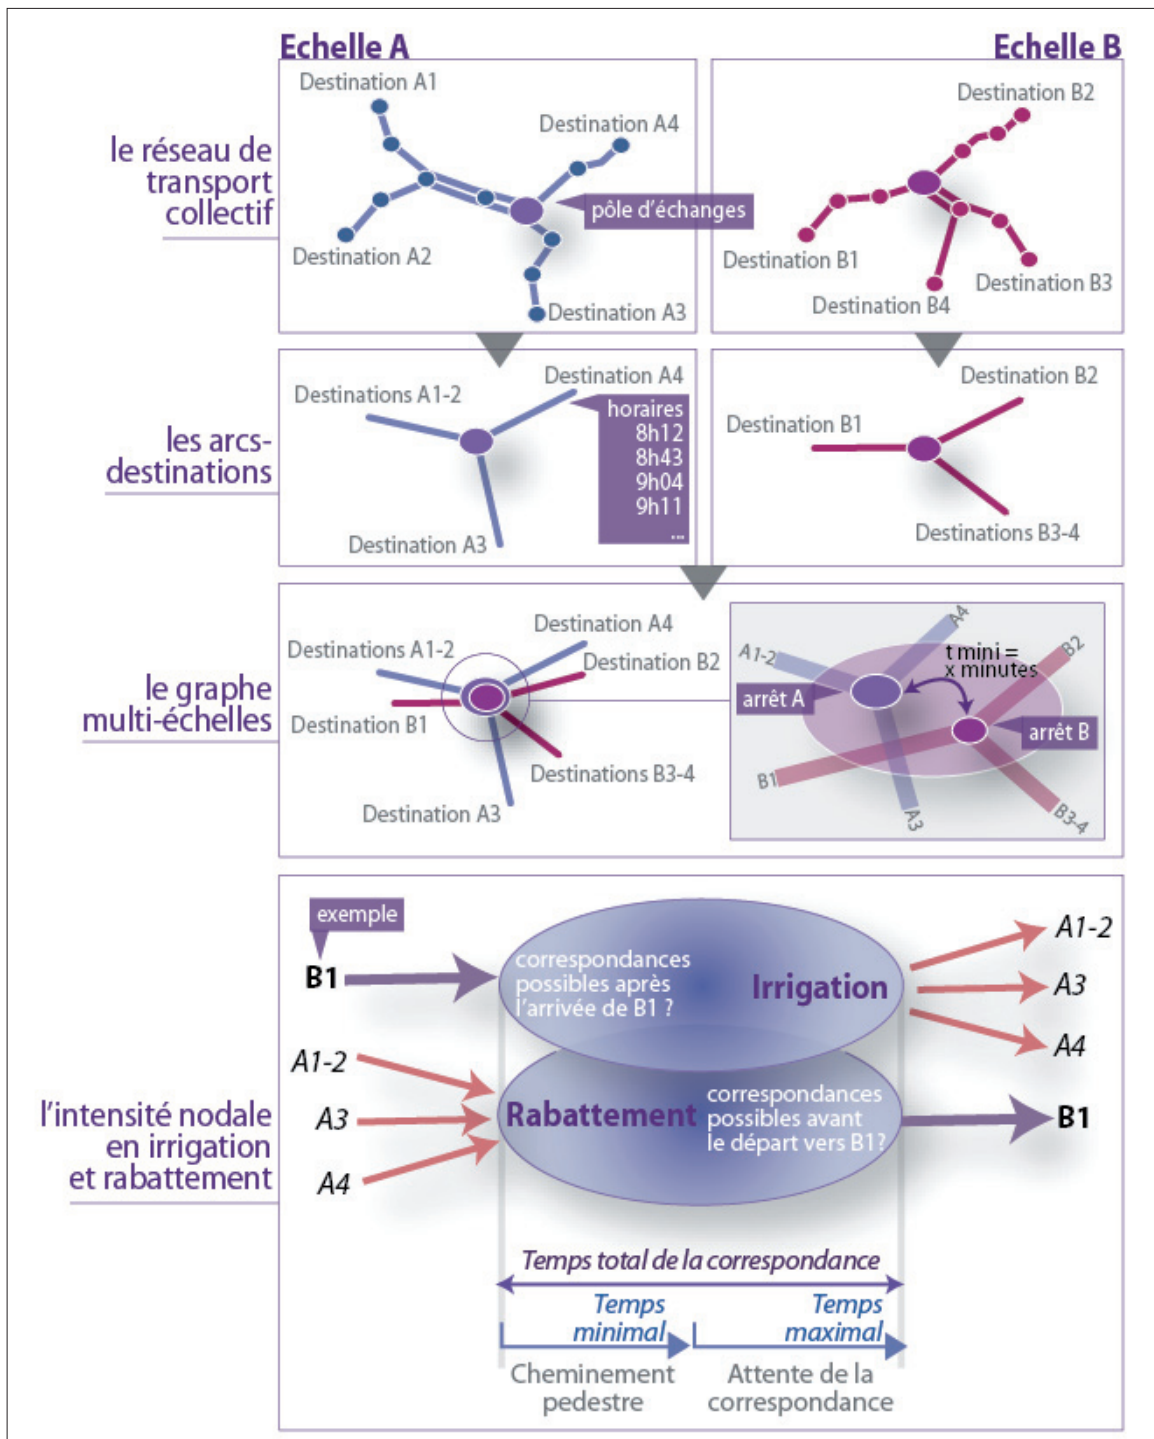 Echelle A
Echelle B
le réseau de
transport
collectif
Destination A1
Destination A4
pôle d'échanges
Destination A2
Destination A3
Destination B2
Destination B1
Destination B3
Destination B4
les arcs-
destinations
Destinations A1-2
Destination A4
horaires
8h12
8h43
9h04
9h11
...
Destination A3
Destination B2
Destination B1
Destinations B3-4
le graphe
multi-échelles
Destinations A1-2
Destination A4
Destination B2
Destination B1
Destinations B3-4
Destination A3
A1-2
A4
t mini =
x minutes
B2
arrêt A
arrêt B
B1
A3
B3-4
l'intensité nodale
en irrigation
et rabattement
exemple
B1
correspondances
possibles après
l'arrivée de B1 ?
Irrigation
A1-2
A3
A4
A1-2
A3
A4
Rabattement
correspondances
possibles avant
le départ vers B1?
B1
Temps total de la correspondance
Temps
minimal
Temps
maximal
Cheminement
pedestre
Attente de la
correspondance